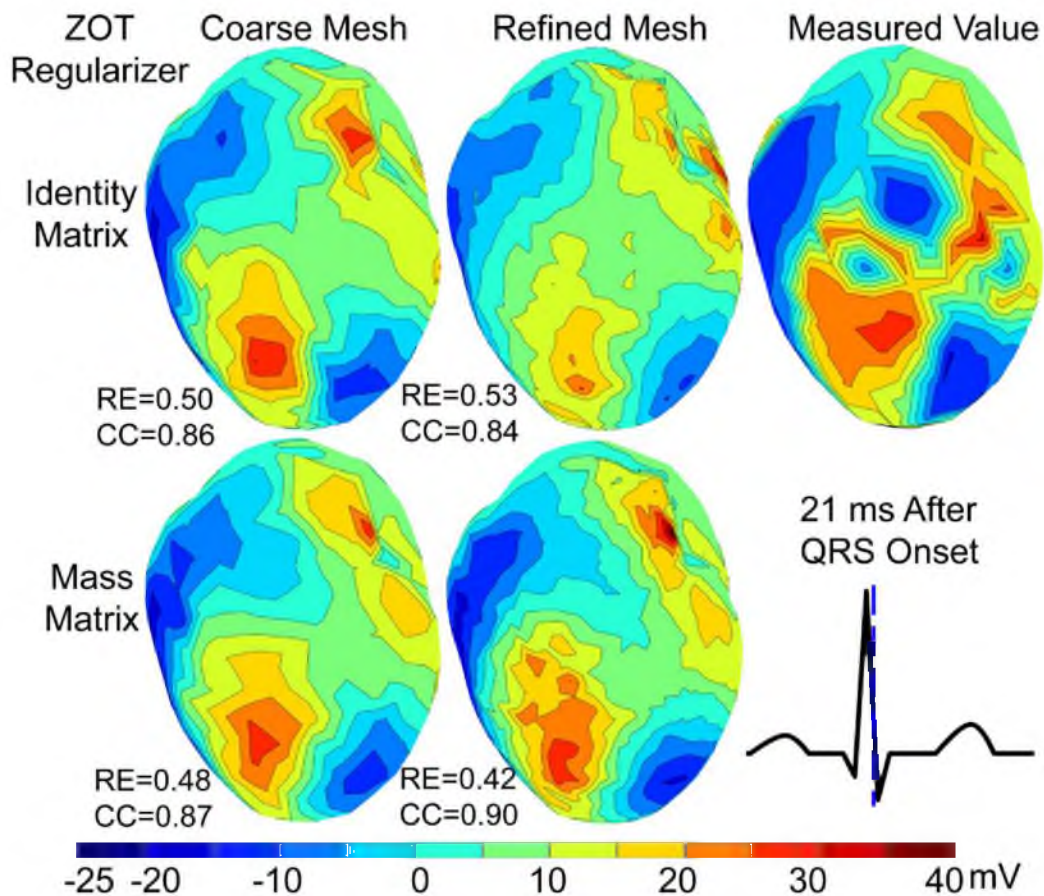 ZOT Regularizer
Coarse Mesh
Refined Mesh
Measured Value
Identity Matrix
RE=0.50
CC=0.86
RE=0.53
CC=0.84
Mass Matrix
RE=0.48
CC=0.87
RE=0.42
CC=0.90
21 ms After
QRS Onset
-25 -20 -10 0 10 20 30 40 mV